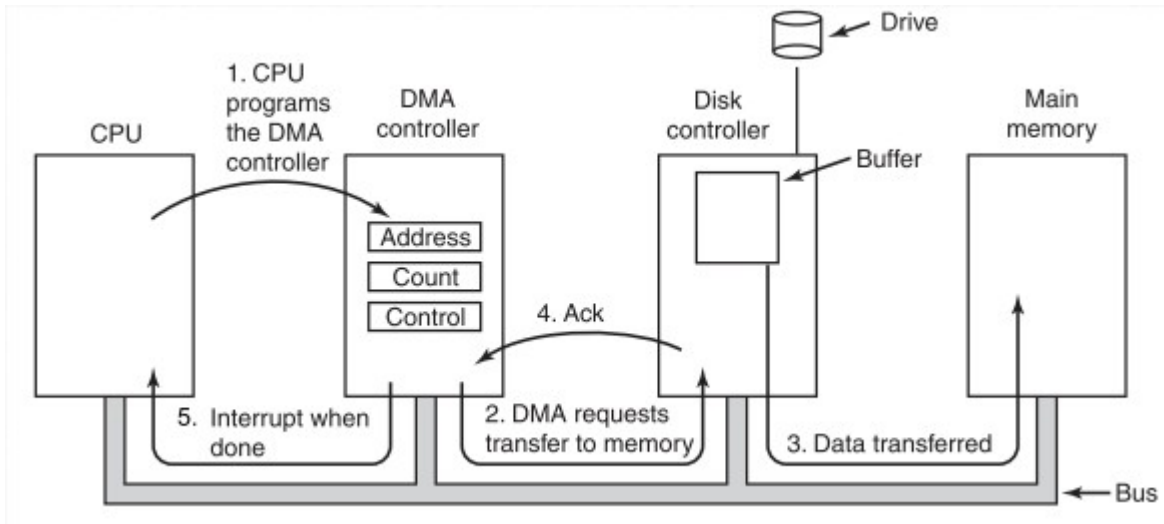 Drive
1. CPU
programs
the DMA
controller
CPU
DMA
controller
Disk
controller
Main
memory
Buffer
Address
Count
Control
4. Ack
5. Interrupt when
done
2. DMA requests
transfer to memory
3. Data transferred
Bus